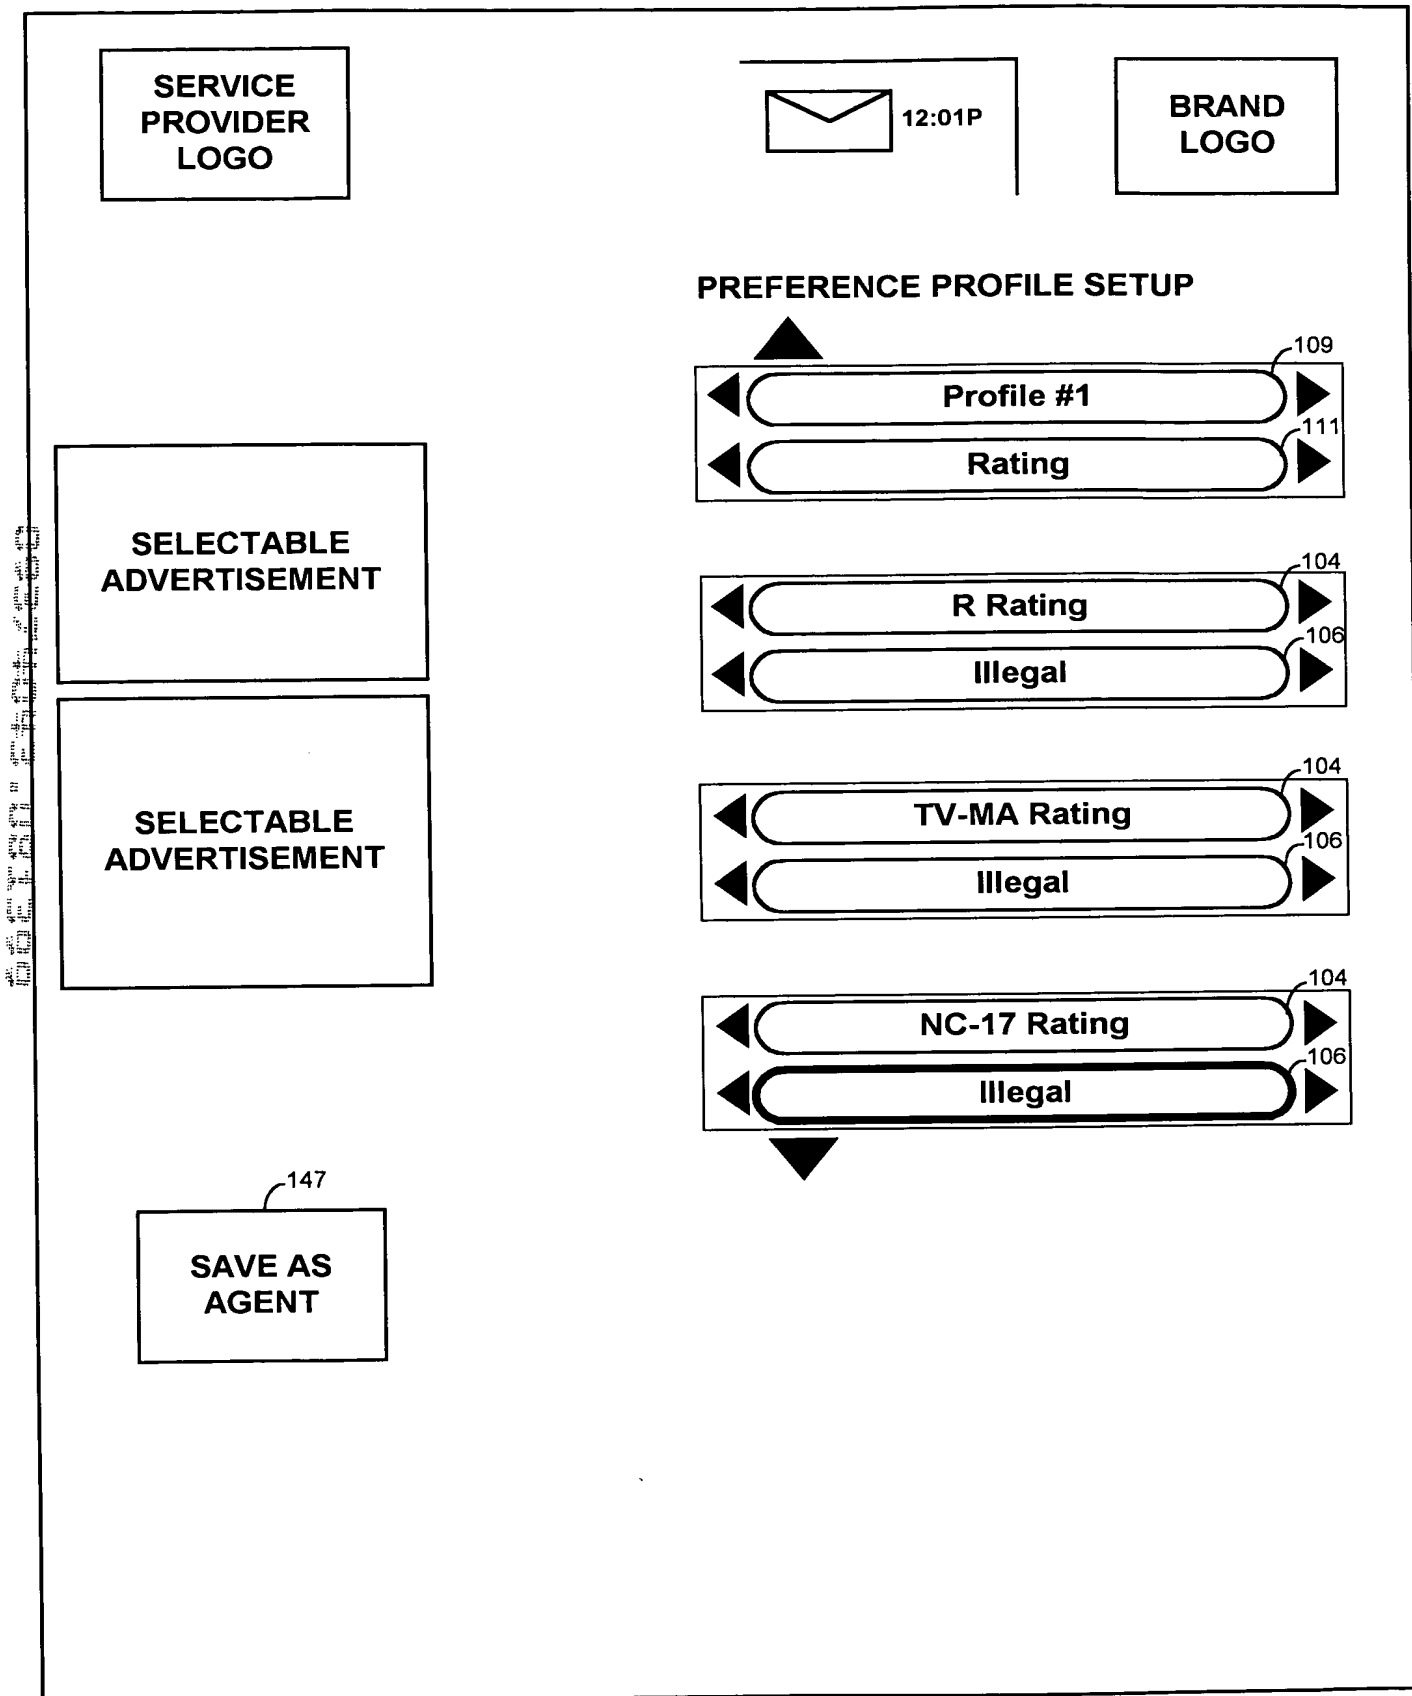 SERVICE
PROVIDER
LOGO
12:01P
BRAND
LOGO
PREFERENCE PROFILE SETUP
109
Profile #1
111
Rating
SELECTABLE
ADVERTISEMENT
104
R Rating
106
Illegal
SELECTABLE
ADVERTISEMENT
104
TV-MA Rating
106
Illegal
104
NC-17 Rating
106
Illegal
147
SAVE AS
AGENT